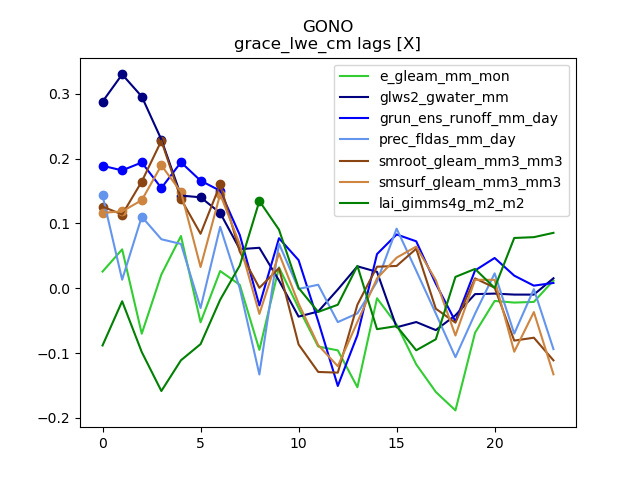 GONO
grace_lwe_cm lags [X]
e_gleam_mm_mon
glws2_gwater_mm
grun_ens_runoff_mm_day
prec_fldas_mm_day
smroot_gleam_mm3_mm3
smsurf_gleam_mm3_mm3
lai_gimms4g_m2_m2
0.3
0.2
0.1
0.0
−0.1
−0.2
0 5 10 15 20